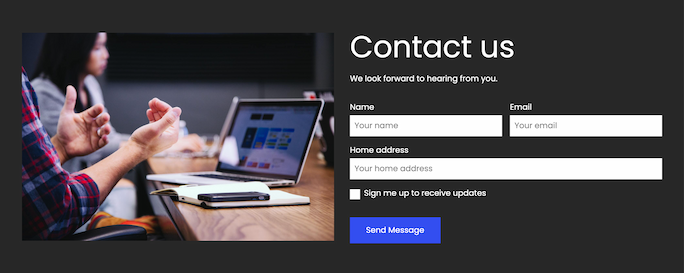 Contact us
We look forward to hearing from you.
Name Email
Your name Your email
Home address
Your home address
Sign me up to receive updates
Send Message